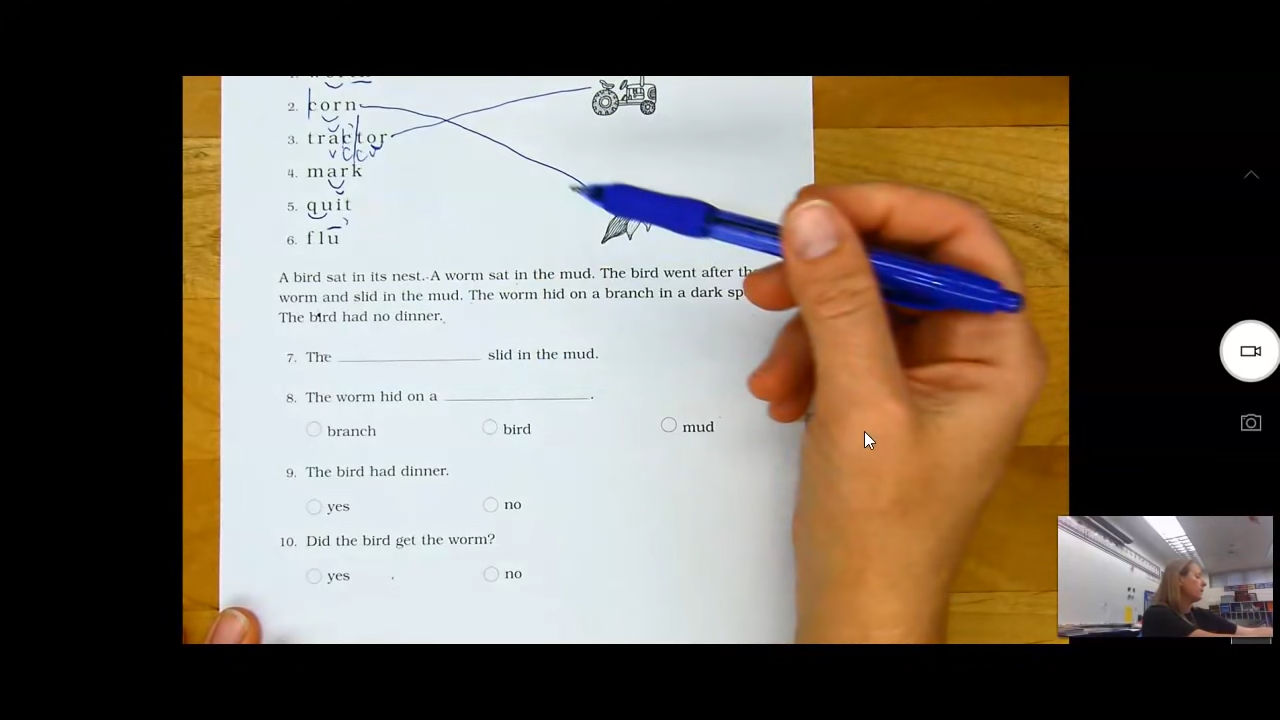 2. corn
3. tractor
v c c v
4. mark
5. quit
6. flu
A bird sat in its nest. A worm sat in the mud. The bird went after
worm and slid in the mud. The worm hid on a branch in a dark
The bird had no dinner.
7. The ____________ slid in the mud.
8. The worm hid on a ____________.
branch bird mud
9. The bird had dinner.
yes no
10. Did the bird get the worm?
yes no